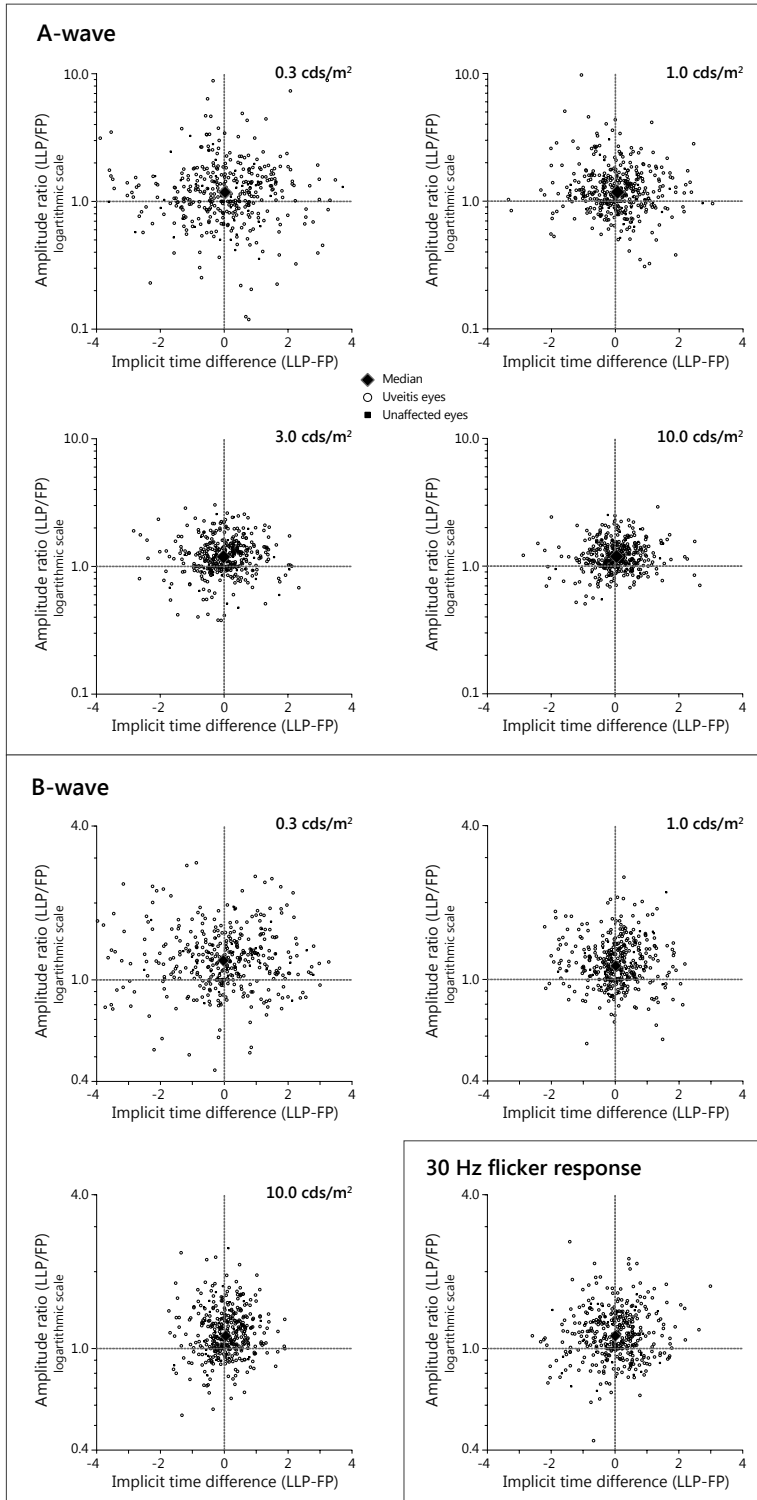 A-wave
0.3 cds/m²
10.0
1.0
0.1
-4 -2 0 2 4
Amplitude ratio (LLP/FP)
logartithmic scale
Implicit time difference (LLP-FP)
1.0 cds/m²
10.0
1.0
0.1
-4 -2 0 2 4
Amplitude ratio (LLP/FP)
logartithmic scale
Implicit time difference (LLP-FP)
Median
Uveitis eyes
Unaffected eyes
3.0 cds/m²
10.0
1.0
0.1
-4 -2 0 2 4
Amplitude ratio (LLP/FP)
logartithmic scale
Implicit time difference (LLP-FP)
10.0 cds/m²
10.0
1.0
0.1
-4 -2 0 2 4
Amplitude ratio (LLP/FP)
logartithmic scale
Implicit time difference (LLP-FP)
B-wave
0.3 cds/m²
4.0
1.0
0.4
-4 -2 0 2 4
Amplitude ratio (LLP/FP)
logartithmic scale
Implicit time difference (LLP-FP)
1.0 cds/m²
4.0
1.0
0.4
-4 -2 0 2 4
Amplitude ratio (LLP/FP)
logartithmic scale
Implicit time difference (LLP-FP)
10.0 cds/m²
4.0
1.0
0.4
-4 -2 0 2 4
Amplitude ratio (LLP/FP)
logartithmic scale
Implicit time difference (LLP-FP)
30 Hz flicker response
4.0
1.0
0.4
-4 -2 0 2 4
Amplitude ratio (LLP/FP)
logartithmic scale
Implicit time difference (LLP-FP)